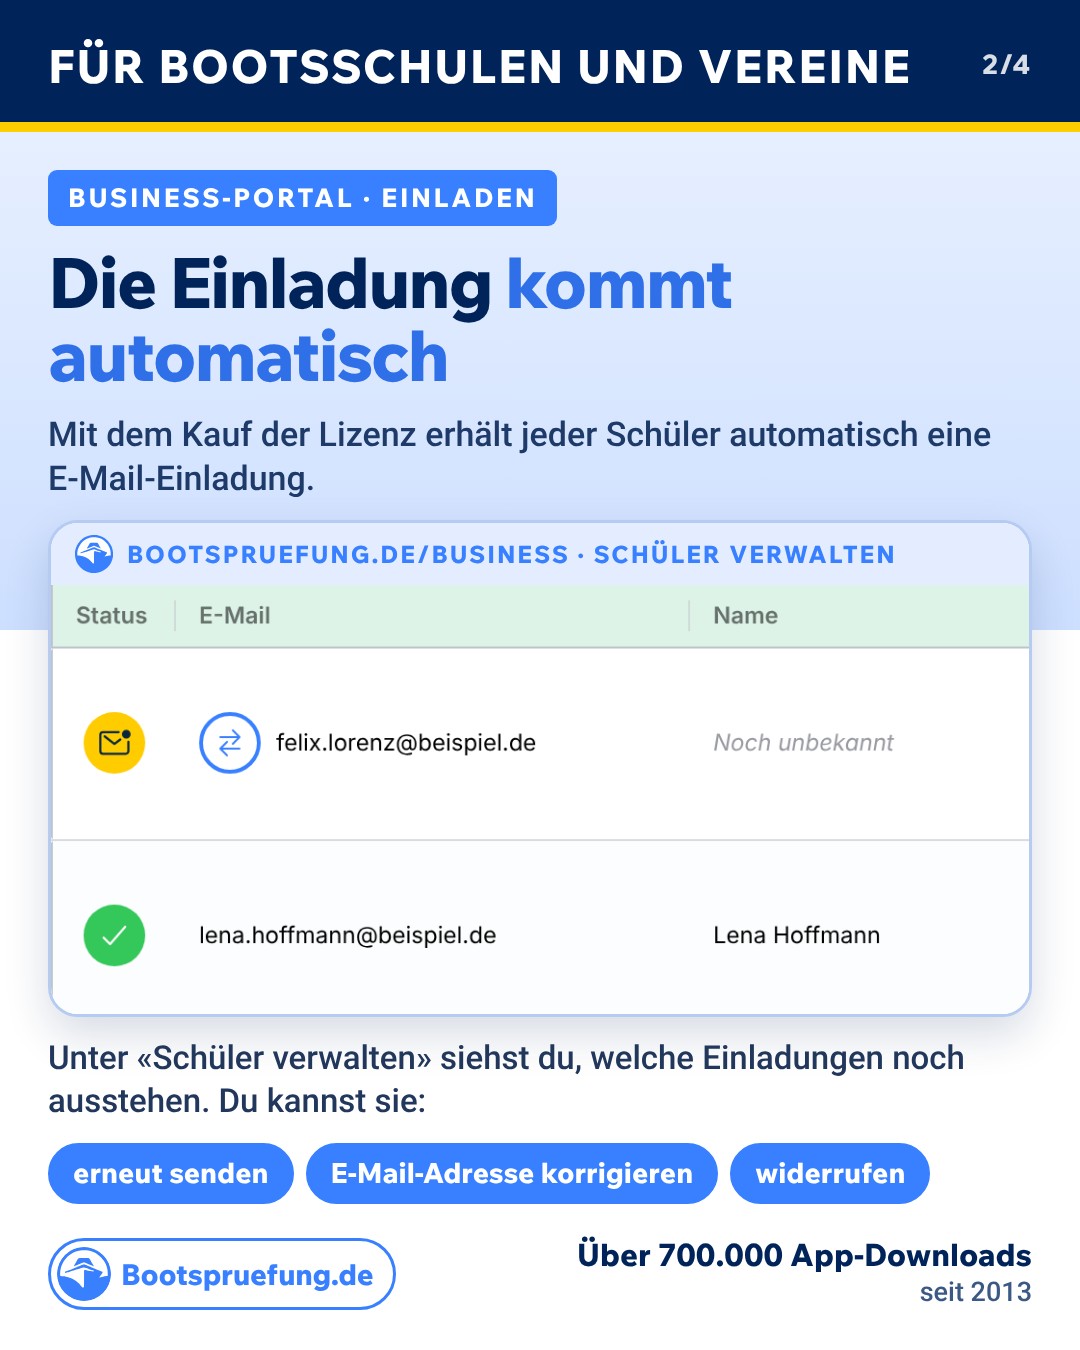 FÜR BOOTSSCHULEN UND VEREINE
2/4
BUSINESS-PORTAL · EINLADEN
Die Einladung kommt
automatisch
Mit dem Kauf der Lizenz erhält jeder Schüler automatisch eine
E-Mail-Einladung.
BOOTSPRUEFUNG.DE/BUSINESS · SCHÜLER VERWALTEN
Status E-Mail Name
felix.lorenz@beispiel.de Noch unbekannt
lena.hoffmann@beispiel.de Lena Hoffmann
Unter «Schüler verwalten» siehst du, welche Einladungen noch
ausstehen. Du kannst sie:
erneut senden E-Mail-Adresse korrigieren widerrufen
Bootspruefung.de
Über 700.000 App-Downloads
seit 2013